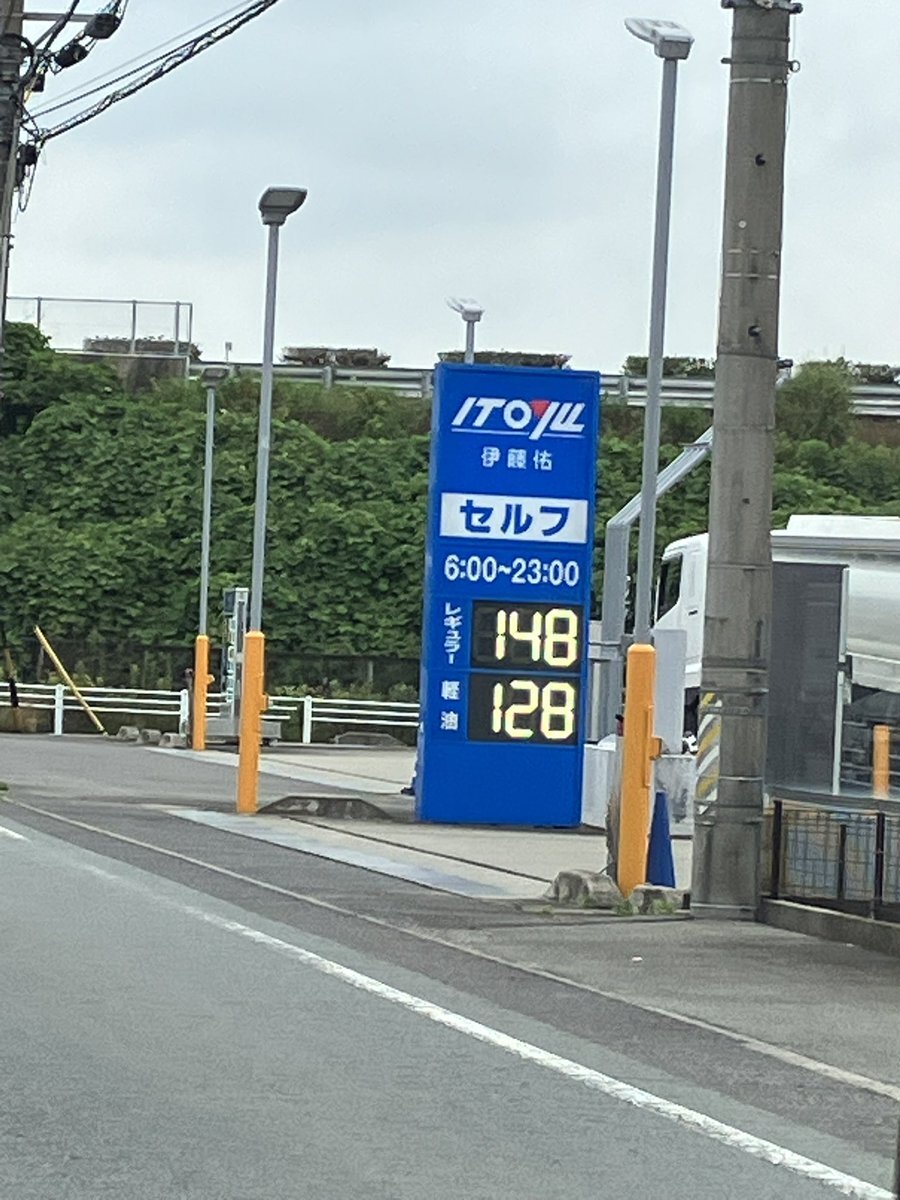 ITOYU
伊藤佑
セルフ
6:00~23:00
レギュラー 148
軽油 128